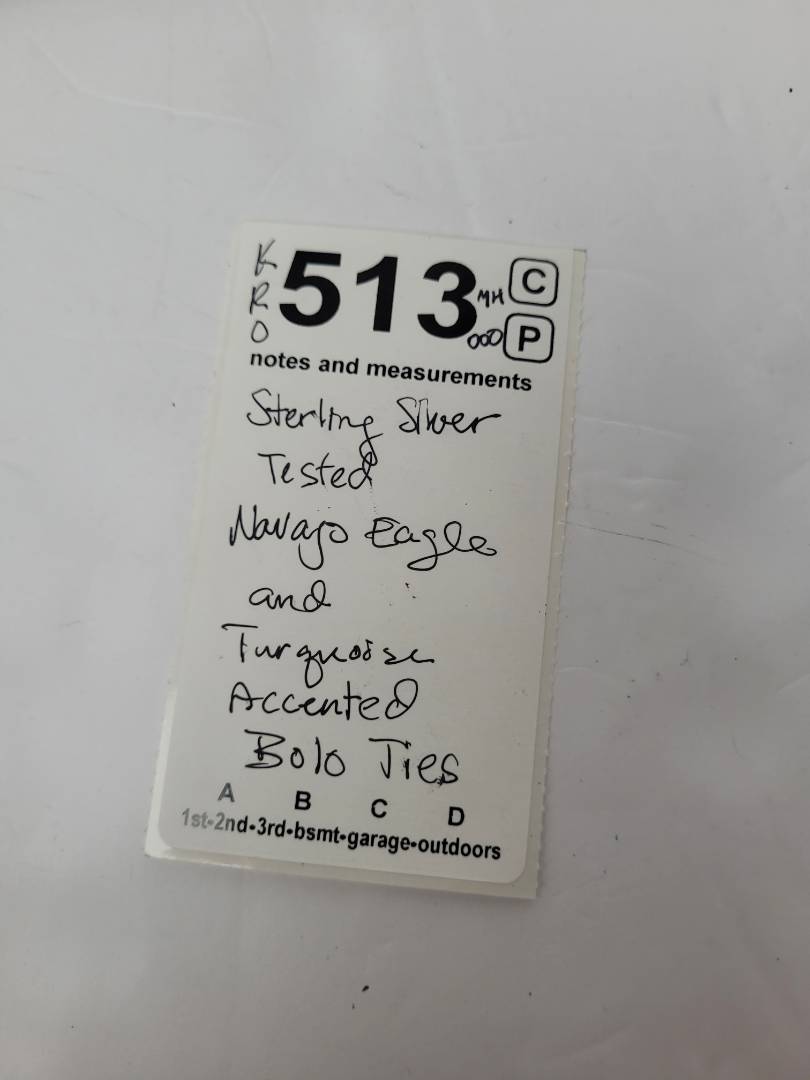 K
R
O
513
MH C
000 P
notes and measurements
Sterling Silver
Tested
Navajo Eagle
and
Turquoise
Accented
Bolo Ties
A B C D
1st-2nd-3rd-bsmt-garage-outdoors